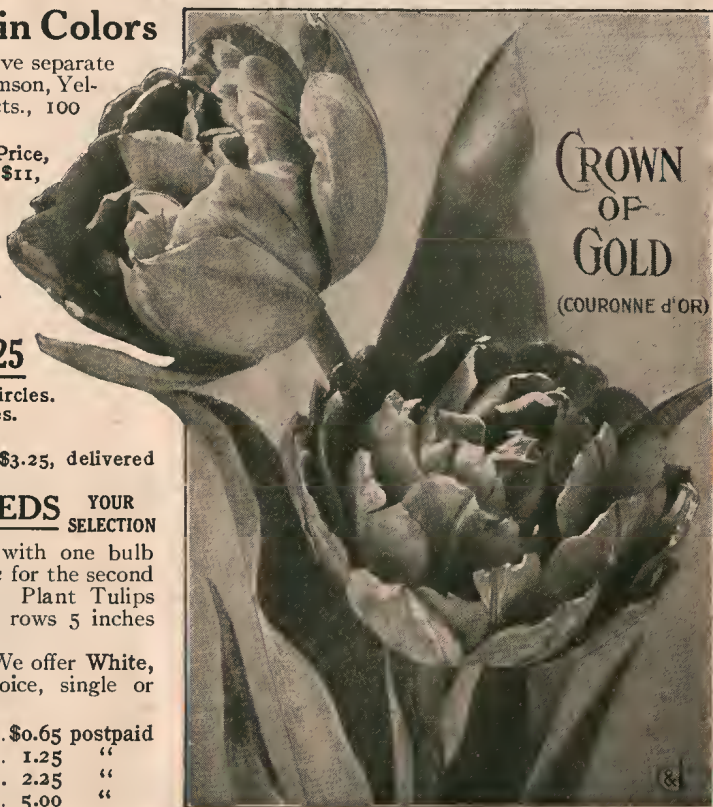 in Colors
ve separate
nson, Yel-
cts., 100
Price,
$11,
25
ircles.
es.
$3.25, delivered
EDS YOUR
SELECTION
with one bulb
for the second
Plant Tulips
rows 5 inches
We offer White,
oice, single or
. $0.65 postpaid
. 1.25 “
. 2.25 “
. 5.00 “
CROWN
OF
GOLD
(COURONNE d'OR)